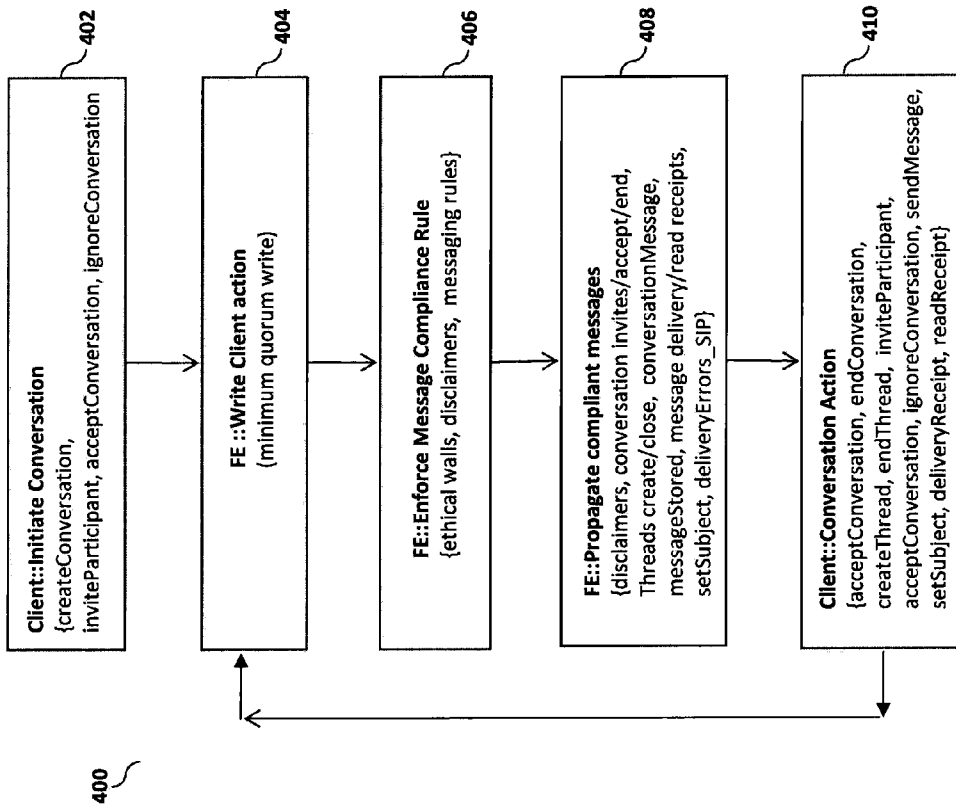 400
402
Client::Initiate Conversation
{createConversation,
inviteParticipant, acceptConversation, ignoreConversation
404
FE ::Write Client action
{minimum quorum write}
406
FE::Enforce Message Compliance Rule
{ethical walls, disclaimers, messaging rules}
408
FE::Propagate compliant messages
{disclaimers, conversation invites/accept/end,
Threads create/close, conversationMessage,
messageStored, message delivery/read receipts,
setSubject, deliveryErrors_SIP}
410
Client::Conversation Action
{acceptConversation, endConversation,
createThread, endThread, inviteParticipant,
acceptConversation, ignoreConversation, sendMessage,
setSubject, deliveryReceipt, readReceipt}